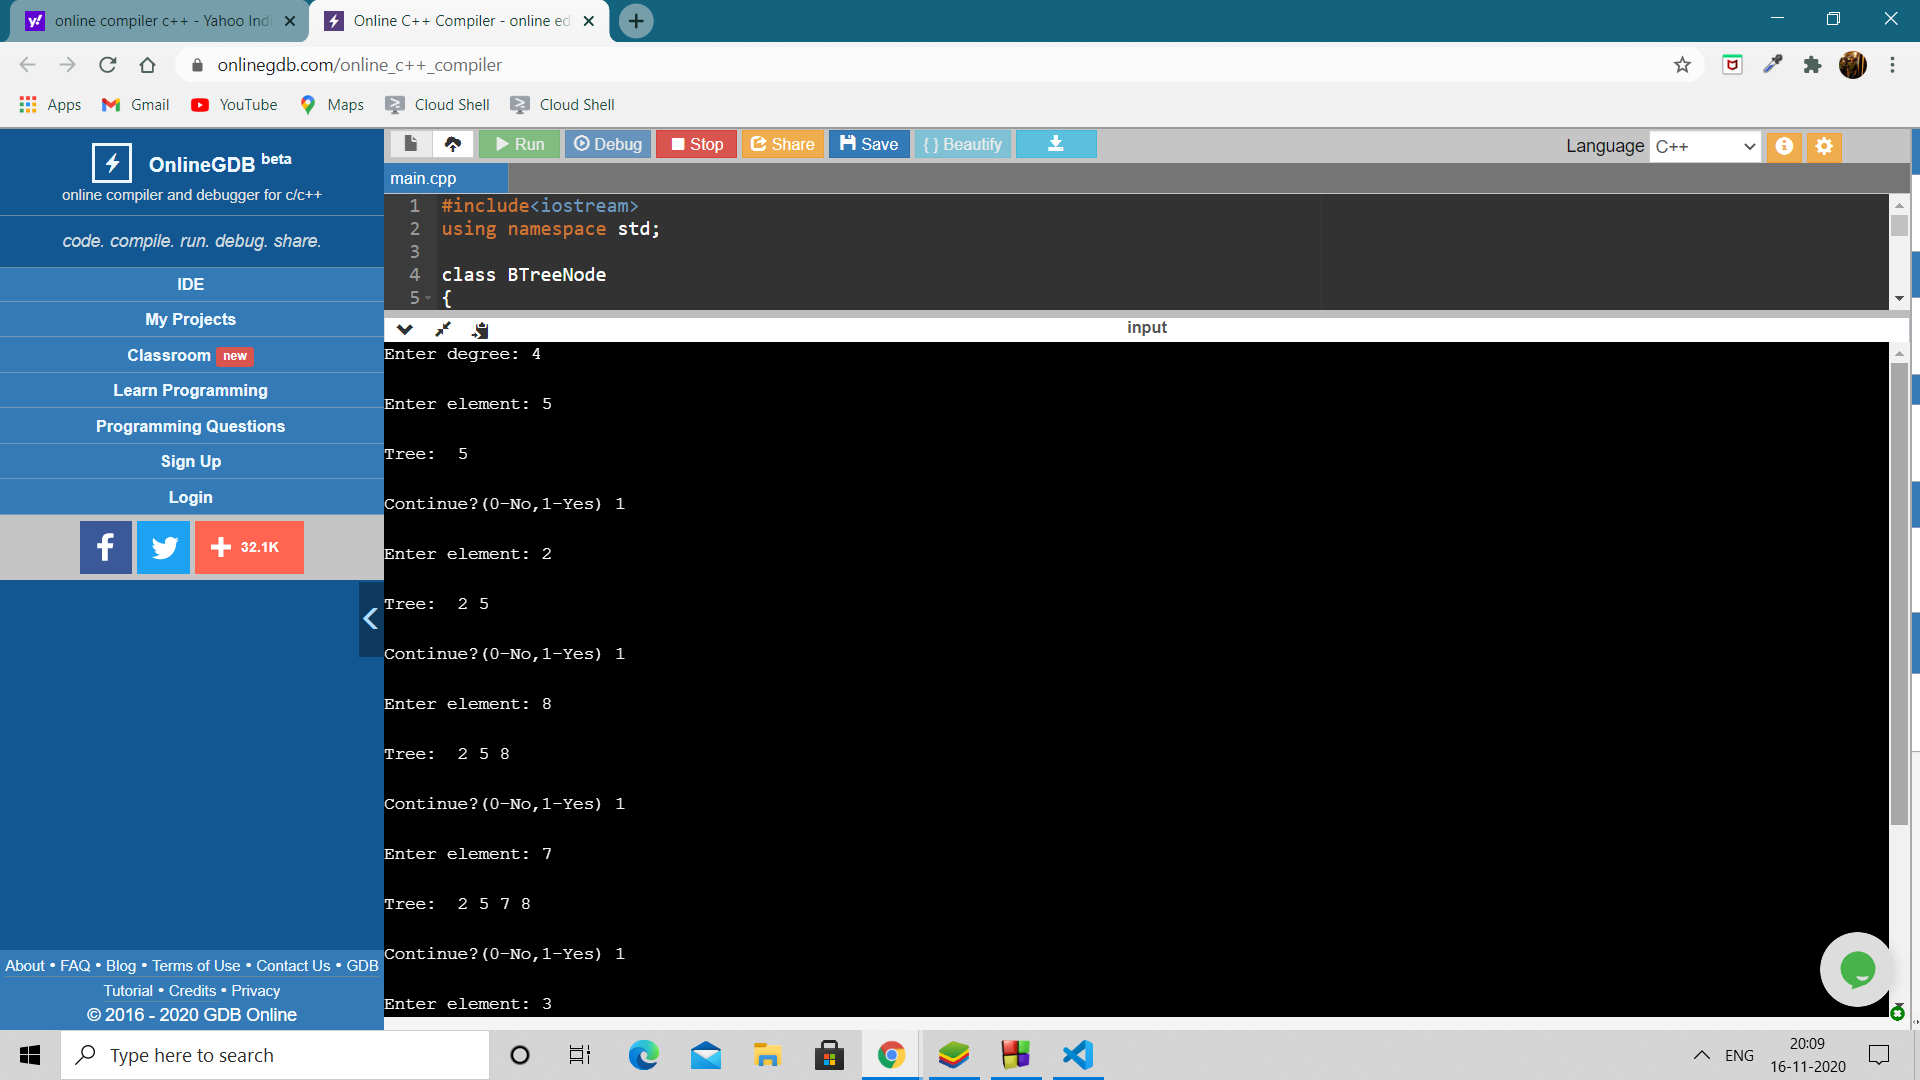 online compiler c++ - Yahoo Indi
Online C++ Compiler - online ed
onlinegdb.com/online_c++_compiler
Apps
Gmail
YouTube
Maps
Cloud Shell
Cloud Shell
OnlineGDB beta
online compiler and debugger for c/c++
code. compile. run. debug. share.
IDE
My Projects
Classroom new
Learn Programming
Programming Questions
Sign Up
Login
32.1K
About • FAQ • Blog • Terms of Use • Contact Us • GDB
Tutorial • Credits • Privacy
© 2016 - 2020 GDB Online
Run
Debug
Stop
Share
Save
{ } Beautify
Language C++
main.cpp
1 #include<iostream>
2 using namespace std;
3
4 class BTreeNode
5 {
input
Enter degree: 4
Enter element: 5
Tree:  5
Continue?(0-No,1-Yes) 1
Enter element: 2
Tree:  2 5
Continue?(0-No,1-Yes) 1
Enter element: 8
Tree:  2 5 8
Continue?(0-No,1-Yes) 1
Enter element: 7
Tree:  2 5 7 8
Continue?(0-No,1-Yes) 1
Enter element: 3
Type here to search
ENG
20:09
16-11-2020